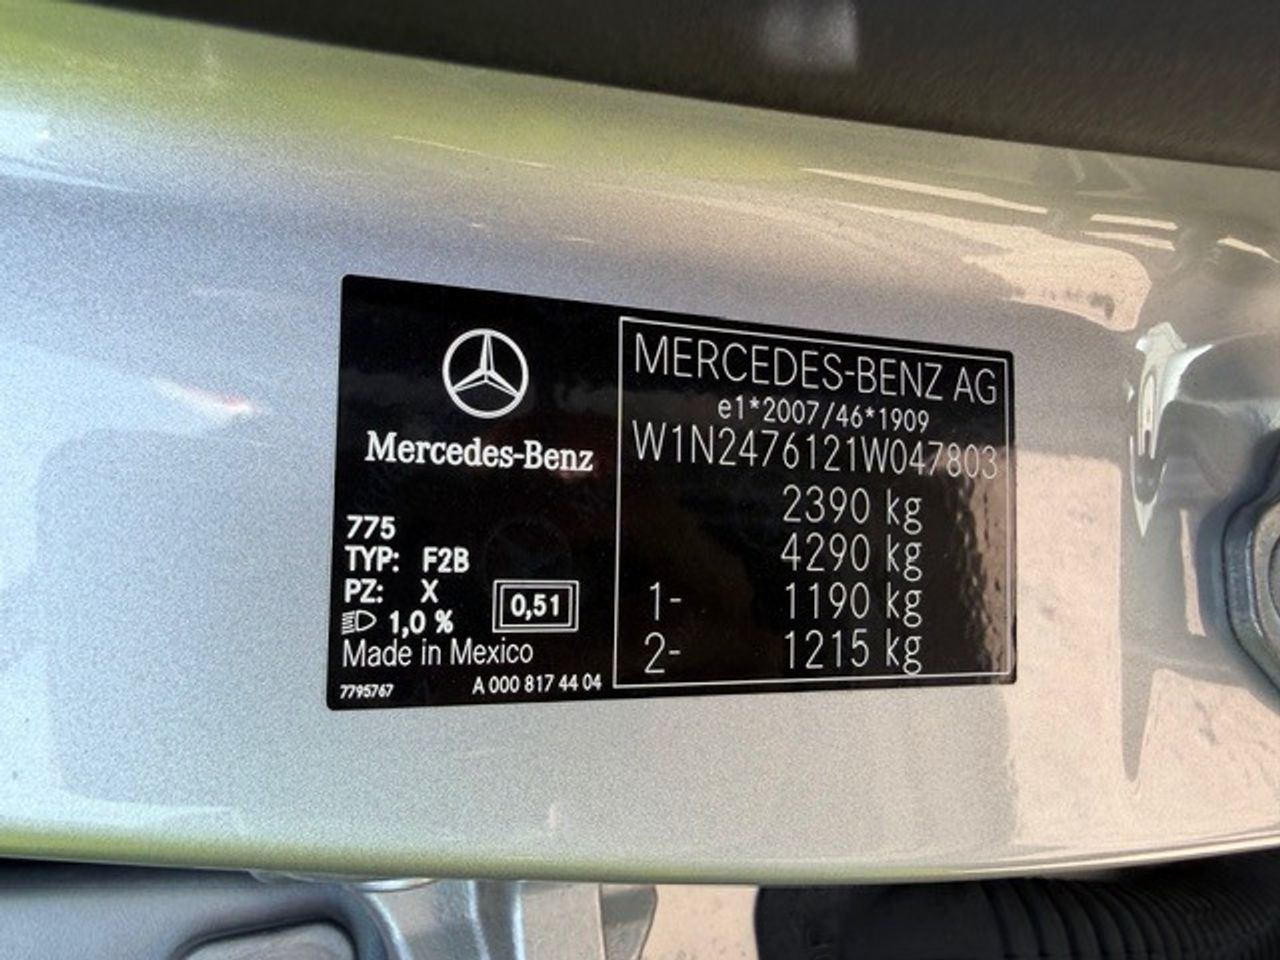 Mercedes-Benz
775
TYP: F2B
PZ: X
1,0 %
0,51
Made in Mexico
7795767
A 000 817 44 04
MERCEDES-BENZ AG
e1*2007/46*1909
W1N2476121W047803
2390 kg
4290 kg
1- 1190 kg
2- 1215 kg